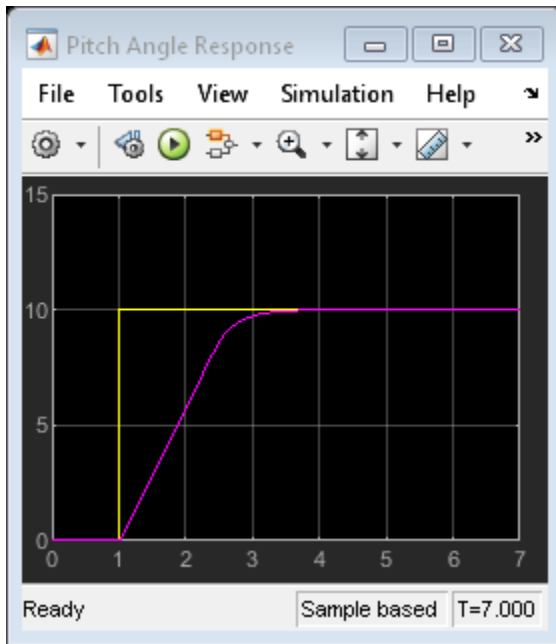 Pitch Angle Response
File Tools View Simulation Help
15
10
5
0
0 1 2 3 4 5 6 7
Ready Sample based T=7.000